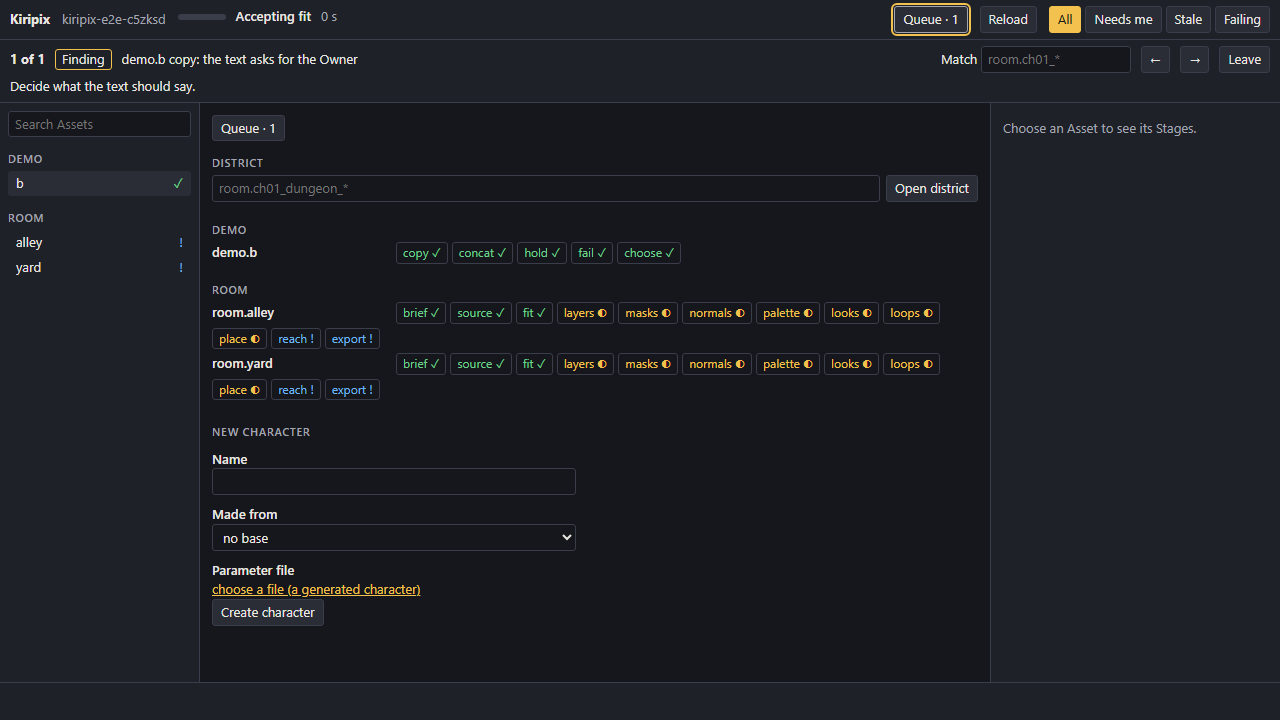 Kiripix kiripix-e2e-c5zksd Accepting fit 0 s Queue · 1 Reload All Needs me Stale Failing
1 of 1 Finding demo.b copy: the text asks for the Owner Match room.ch01_* ← → Leave
Decide what the text should say.
Search Assets
DEMO
b ✓
ROOM
alley !
yard !
Queue · 1
DISTRICT
room.ch01_dungeon_* Open district
DEMO
demo.b copy ✓ concat ✓ hold ✓ fail ✓ choose ✓
ROOM
room.alley brief ✓ source ✓ fit ✓ layers ◐ masks ◐ normals ◐ palette ◐ looks ◐ loops ◐
place ◐ reach ! export !
room.yard brief ✓ source ✓ fit ✓ layers ◐ masks ◐ normals ◐ palette ◐ looks ◐ loops ◐
place ◐ reach ! export !
NEW CHARACTER
Name
Made from
no base
Parameter file
choose a file (a generated character)
Create character
Choose an Asset to see its Stages.